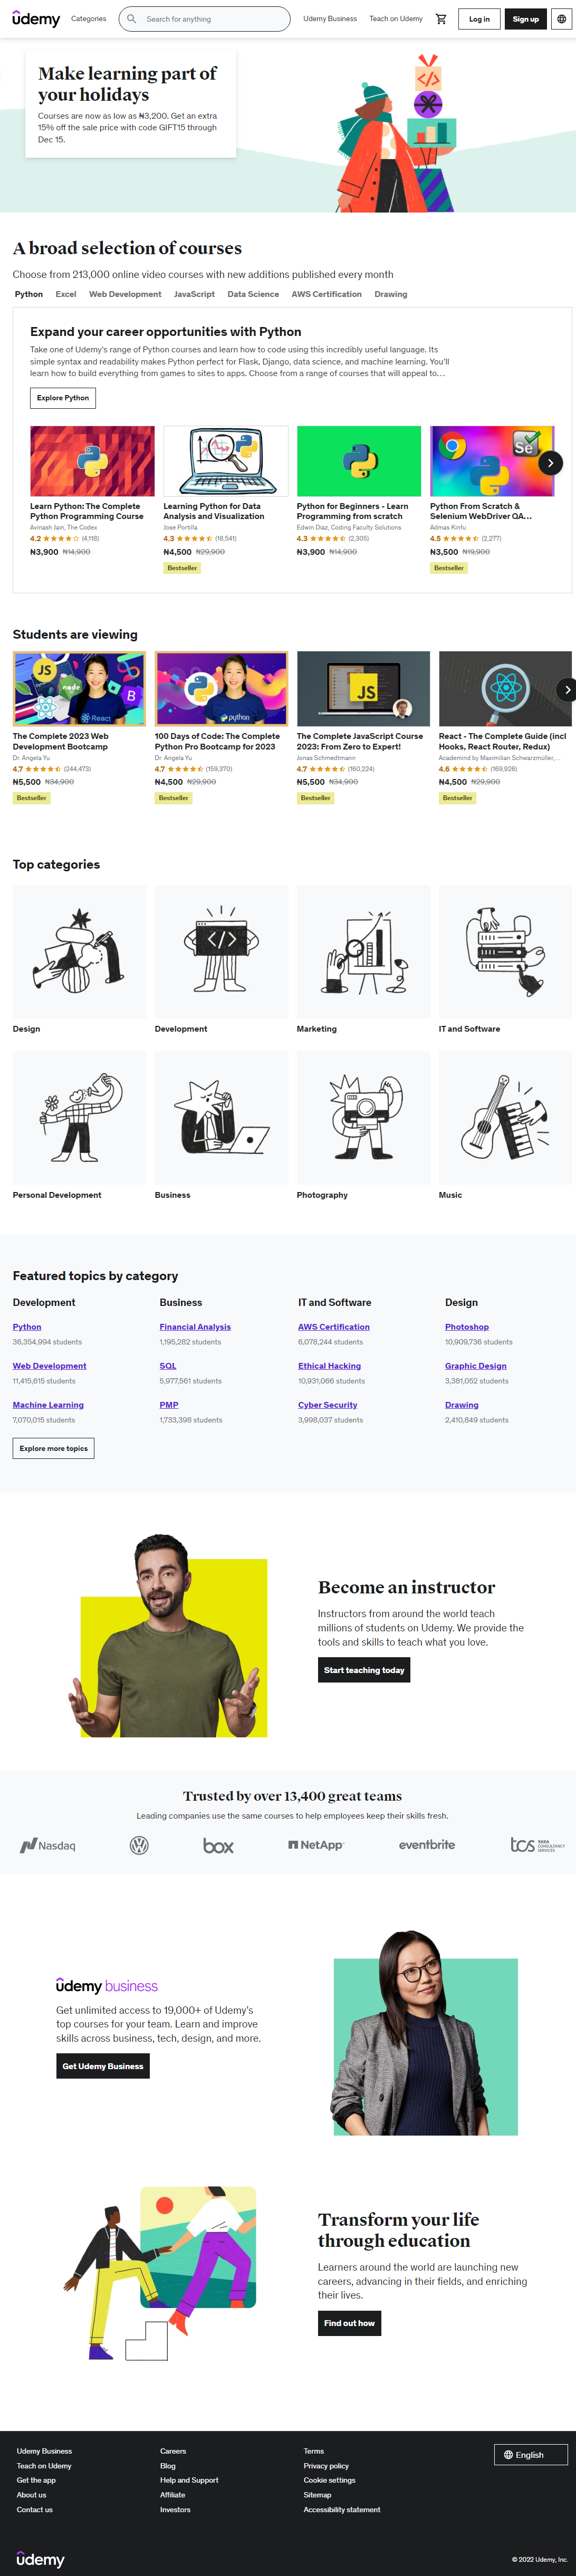 udemy
Categories
Search for anything
Udemy Business
Teach on Udemy
Log in
Sign up
Make learning part of
your holidays
Courses are now as low as ₦3,200. Get an extra
15% off the sale price with code GIFT15 through
Dec 15.
A broad selection of courses
Choose from 213,000 online video courses with new additions published every month
Python Excel Web Development JavaScript Data Science AWS Certification Drawing
Expand your career opportunities with Python
Take one of Udemy's range of Python courses and learn how to code using this incredibly useful language. Its
simple syntax and readability makes Python perfect for Flask, Django, data science, and machine learning. You'll
learn how to build everything from games to sites to apps. Choose from a range of courses that will appeal to…
Explore Python
Learn Python: The Complete
Python Programming Course
Avinash Jain, The Codex
4.2 (4,118)
₦3,900 ₦14,900
Learning Python for Data
Analysis and Visualization
Jose Portilla
4.3 (18,541)
₦4,500 ₦29,900
Bestseller
Python for Beginners - Learn
Programming from scratch
Edwin Diaz, Coding Faculty Solutions
4.3 (2,305)
₦3,900 ₦14,900
Se
Python From Scratch &
Selenium WebDriver QA…
Admas Kinfu
4.5 (2,277)
₦3,500 ₦19,900
Bestseller
Students are viewing
JS
node
React
B
The Complete 2023 Web
Development Bootcamp
Dr. Angela Yu
4.7 (244,473)
₦5,500 ₦34,900
Bestseller
python
100 Days of Code: The Complete
Python Pro Bootcamp for 2023
Dr. Angela Yu
4.7 (159,370)
₦4,500 ₦29,900
Bestseller
JS
The Complete JavaScript Course
2023: From Zero to Expert!
Jonas Schmedtmann
4.7 (160,224)
₦5,500 ₦34,900
Bestseller
React - The Complete Guide (incl
Hooks, React Router, Redux)
Academind by Maximilian Schwarzmüller,…
4.6 (169,926)
₦4,500 ₦29,900
Bestseller
Top categories
Design
Development
Marketing
IT and Software
Personal Development
Business
Photography
Music
Featured topics by category
Development
Python
36,354,994 students
Web Development
11,415,615 students
Machine Learning
7,070,015 students
Business
Financial Analysis
1,195,282 students
SQL
5,977,561 students
PMP
1,733,398 students
IT and Software
AWS Certification
6,078,244 students
Ethical Hacking
10,931,066 students
Cyber Security
3,998,037 students
Design
Photoshop
10,909,736 students
Graphic Design
3,381,052 students
Drawing
2,410,849 students
Explore more topics
Become an instructor
Instructors from around the world teach
millions of students on Udemy. We provide the
tools and skills to teach what you love.
Start teaching today
Trusted by over 13,400 great teams
Leading companies use the same courses to help employees keep their skills fresh.
Nasdaq
box
NetApp
eventbrite
tcs TATA
CONSULTANCY
SERVICES
udemy business
Get unlimited access to 19,000+ of Udemy's
top courses for your team. Learn and improve
skills across business, tech, design, and more.
Get Udemy Business
Transform your life
through education
Learners around the world are launching new
careers, advancing in their fields, and enriching
their lives.
Find out how
Udemy Business
Teach on Udemy
Get the app
About us
Contact us
Careers
Blog
Help and Support
Affiliate
Investors
Terms
Privacy policy
Cookie settings
Sitemap
Accessibility statement
English
udemy
© 2022 Udemy, Inc.